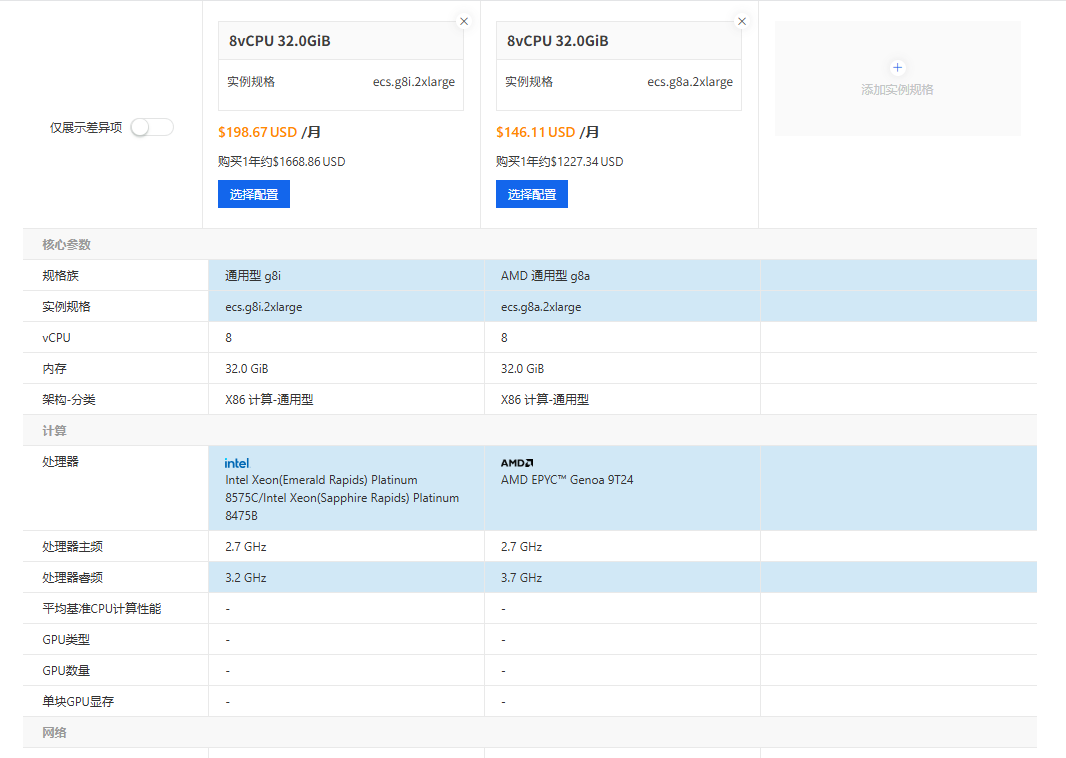 8vCPU 32.0GiB
实例规格 ecs.g8i.2xlarge
$198.67 USD /月
购买1年约$1668.86 USD
选择配置
8vCPU 32.0GiB
实例规格 ecs.g8a.2xlarge
$146.11 USD /月
购买1年约$1227.34 USD
选择配置
添加实例规格
仅展示差异项
核心参数
规格族 通用型 g8i AMD 通用型 g8a
实例规格 ecs.g8i.2xlarge ecs.g8a.2xlarge
vCPU 8 8
内存 32.0 GiB 32.0 GiB
架构-分类 X86 计算-通用型 X86 计算-通用型
计算
处理器
intel
Intel Xeon(Emerald Rapids) Platinum
8575C/Intel Xeon(Sapphire Rapids) Platinum
8475B
AMD
AMD EPYC™ Genoa 9T24
处理器主频 2.7 GHz 2.7 GHz
处理器睿频 3.2 GHz 3.7 GHz
平均基准CPU计算性能 - -
GPU类型 - -
GPU数量 - -
单块GPU显存 - -
网络